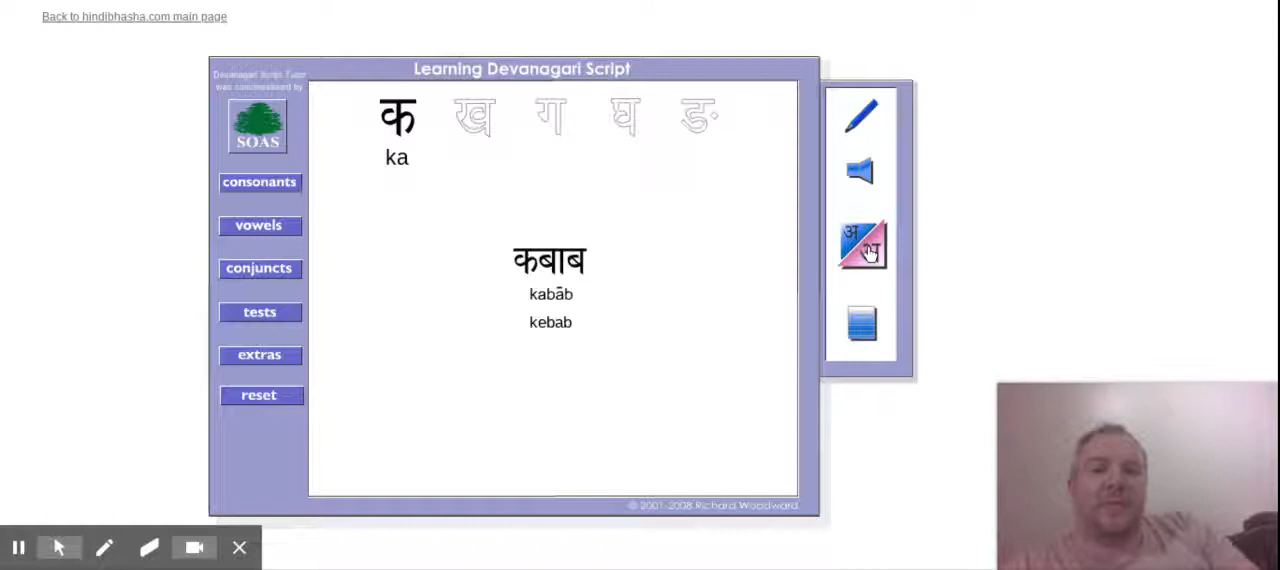 Back to hindibhasha.com main page
Learning Devanagari Script
Devanagari Script Tutor
was conceived by
SOAS
क ख ग घ ङ
ka
consonants
vowels
conjuncts
tests
extras
reset
कबाब
kabāb
kebab
अ
© 2001-2008 Richard Woodward